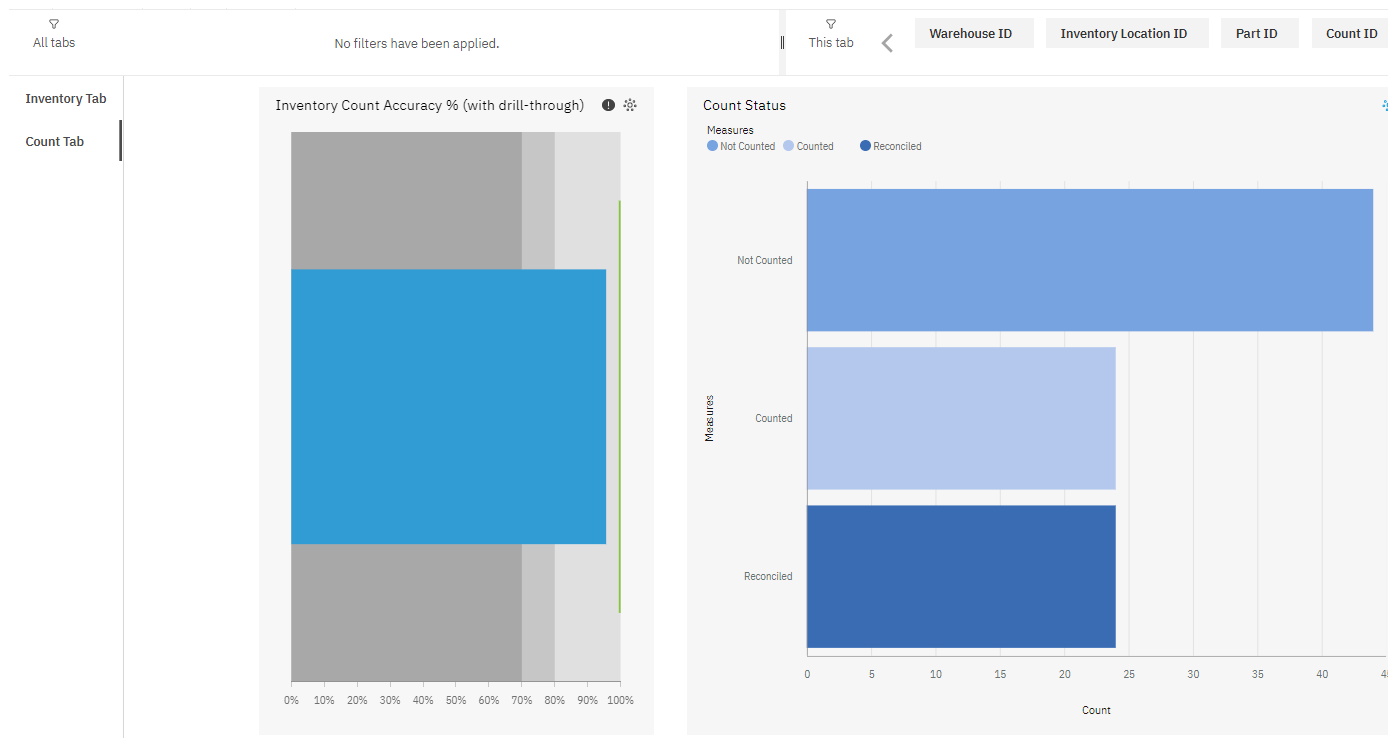 All tabs
No filters have been applied.
This tab
Warehouse ID
Inventory Location ID
Part ID
Count ID
Inventory Tab
Count Tab
Inventory Count Accuracy % (with drill-through)
0% 10% 20% 30% 40% 50% 60% 70% 80% 90% 100%
Count Status
Measures
Not Counted Counted Reconciled
Measures
Not Counted
Counted
Reconciled
0 5 10 15 20 25 30 35 40
Count